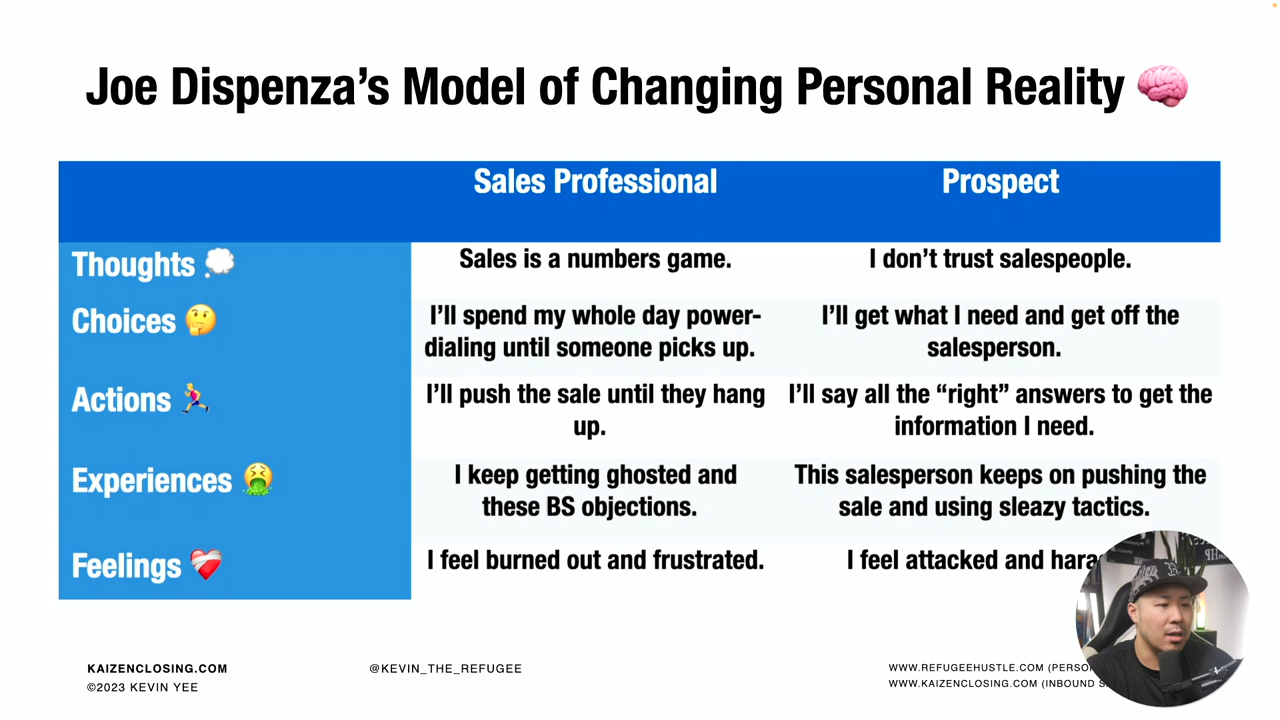 Joe Dispenza’s Model of Changing Personal Reality 🧠
Sales Professional
Prospect
Thoughts 💭
Sales is a numbers game.
I don’t trust salespeople.
Choices 🤔
I’ll spend my whole day power-
dialing until someone picks up.
I’ll get what I need and get off the
salesperson.
Actions 🏃
I’ll push the sale until they hang
up.
I’ll say all the “right” answers to get the
information I need.
Experiences 🤮
I keep getting ghosted and
these BS objections.
This salesperson keeps on pushing the
sale and using sleazy tactics.
Feelings ❤️‍🩹
I feel burned out and frustrated.
I feel attacked and
KAIZENCLOSING.COM
©2023 KEVIN YEE
@KEVIN_THE_REFUGEE
WWW.REFUGEEHUSTLE.COM
WWW.KAIZENCLOSING.COM (INBOUND